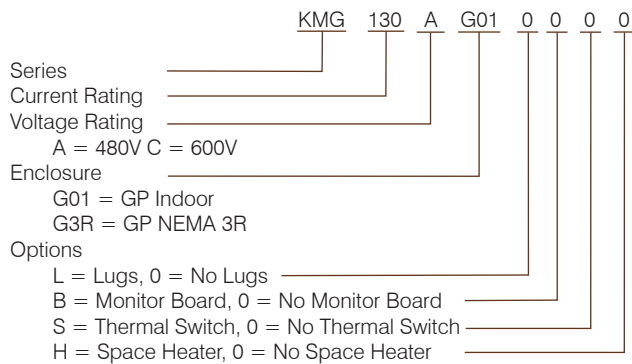 KMG 130 A G01 0 0 0 0
Series
Current Rating
Voltage Rating
A = 480V C = 600V
Enclosure
G01 = GP Indoor
G3R = GP NEMA 3R
Options
L = Lugs, 0 = No Lugs
B = Monitor Board, 0 = No Monitor Board
S = Thermal Switch, 0 = No Thermal Switch
H = Space Heater, 0 = No Space Heater